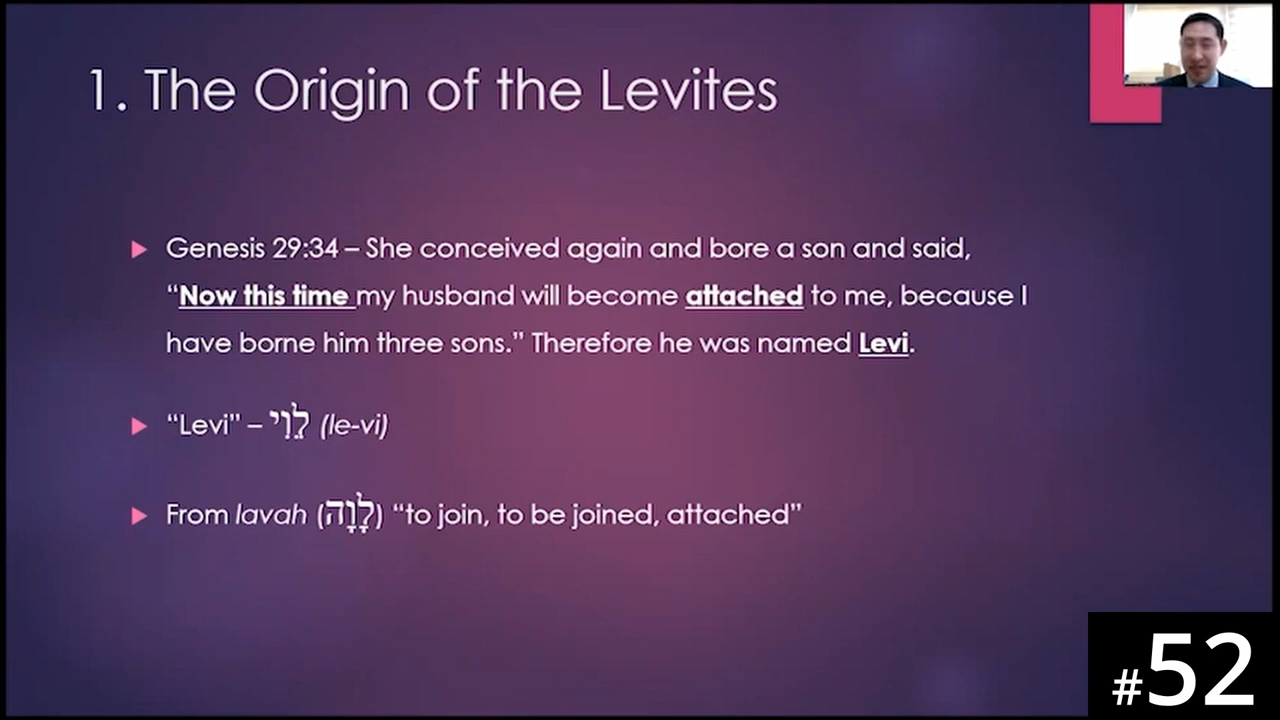 1. The Origin of the Levites
Genesis 29:34 – She conceived again and bore a son and said,
“Now this time my husband will become attached to me, because I
have borne him three sons.” Therefore he was named Levi.
“Levi” – לֵוִי (le-vi)
From lavah (לָוָה) “to join, to be joined, attached”
#52